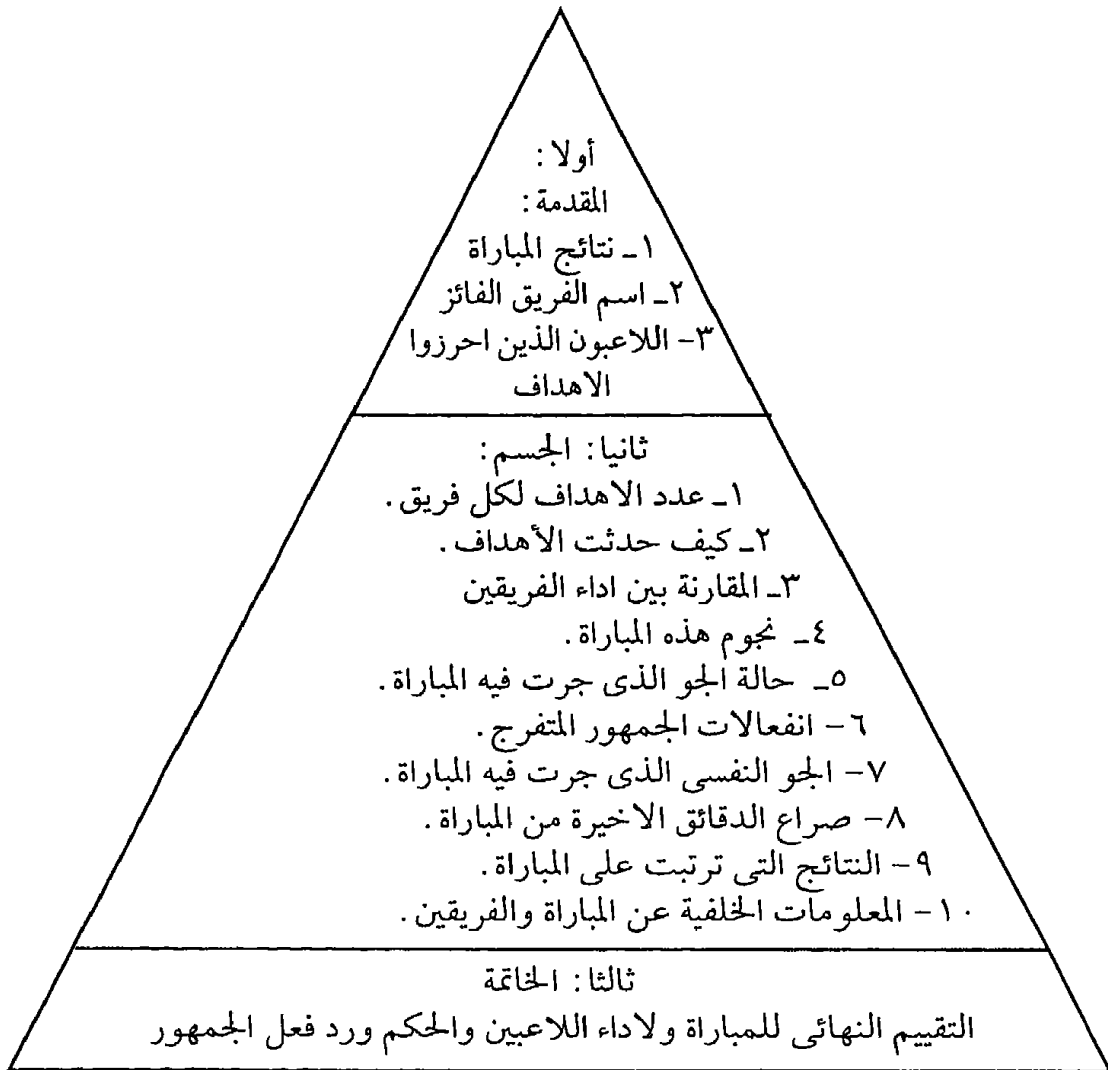 أولا :
المقدمة :
١ـ نتائج المباراة
٢ـ اسم الفريق الفائز
٣- اللاعبون الذين احرزوا
الاهداف
ثانيا : الجسم :
١ـ عدد الاهداف لكل فريق .
٢ـ كيف حدثت الأهداف .
٣ـ المقارنة بين اداء الفريقين
٤ـ نجوم هذه المباراة .
٥ـ حالة الجو الذى جرت فيه المباراة .
٦- انفعالات الجمهور المتفرج .
٧- الجو النفسى الذى جرت فيه المباراة .
٨- صراع الدقائق الاخيرة من المباراة .
٩- النتائج التى ترتبت على المباراة .
١٠- المعلومات الخلفية عن المباراة والفريقين .
ثالثا : الخاتمة
التقييم النهائى للمباراة ولاداء اللاعبين والحكم ورد فعل الجمهور